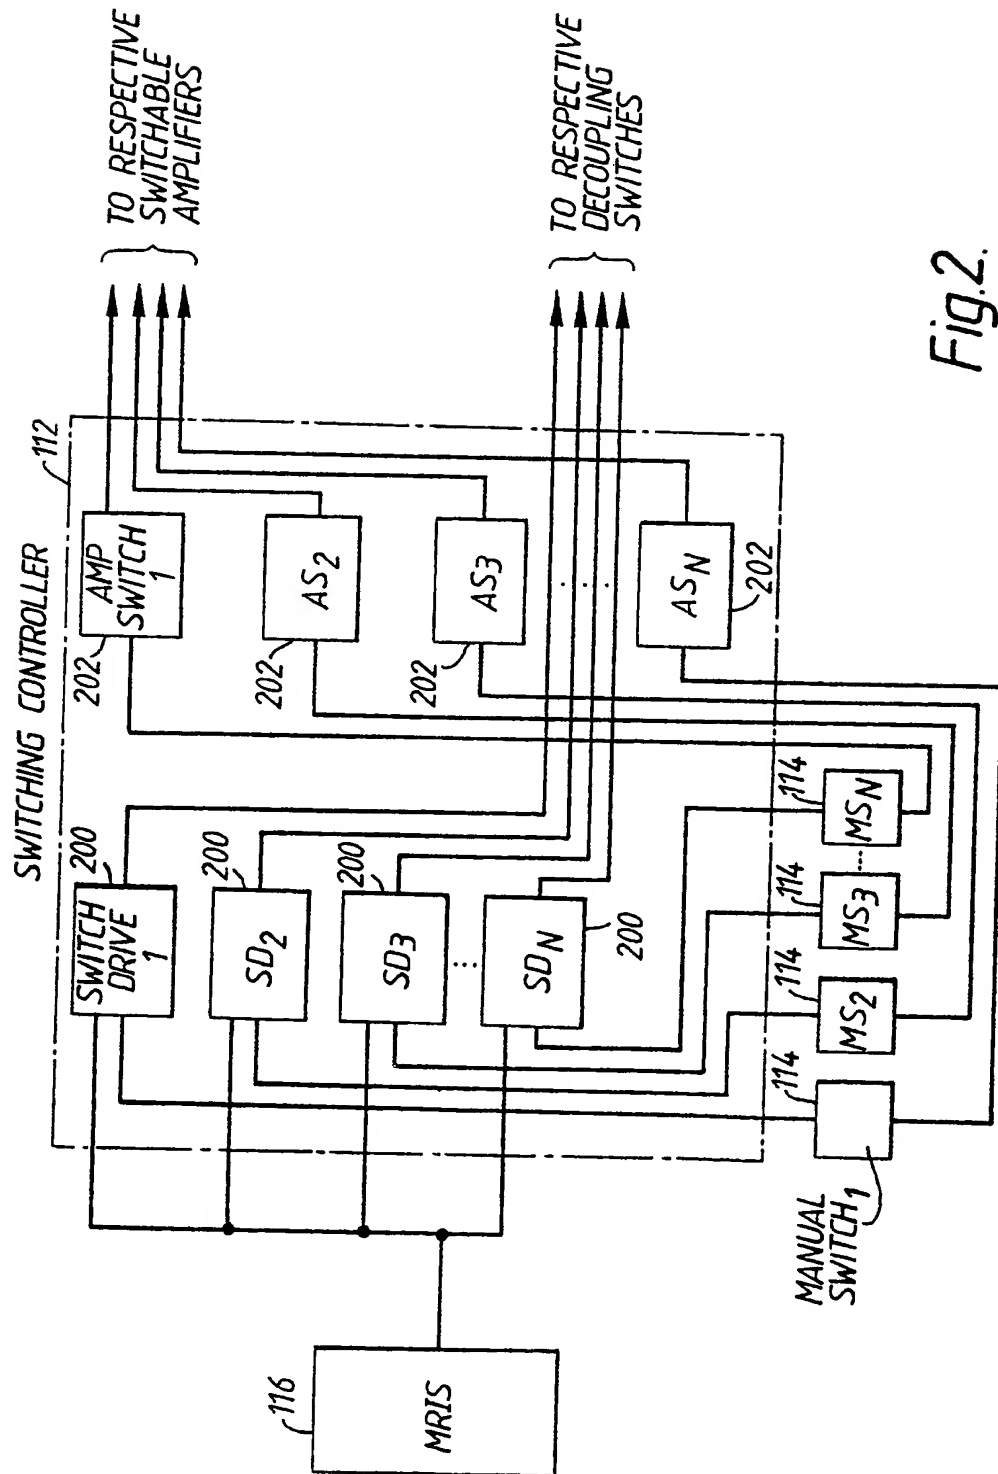 SWITCHING CONTROLLER
112
116
MRIS
SWITCH
DRIVE
1
200
SD2
200
SD3
200
...
SDN
200
AMP
SWITCH
1
202
AS2
202
AS3
202
....
ASN
202
TO RESPECTIVE
SWITCHABLE
AMPLIFIERS
TO RESPECTIVE
DECOUPLING
SWITCHES
MANUAL
SWITCH1
114
MS2
114
MS3
114
....
MSN
114
Fig.2.